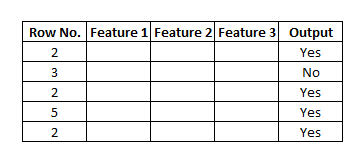 Row No. Feature 1 Feature 2 Feature 3 Output
2 Yes
3 No
2 Yes
5 Yes
2 Yes